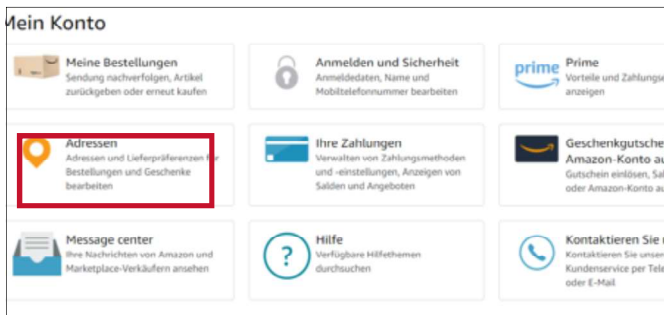 Mein Konto
Meine Bestellungen
Sendung nachverfolgen, Artikel
zurückgeben oder erneut kaufen
Anmelden und Sicherheit
Anmeldedaten, Name und
Mobiltelefonnummer bearbeiten
prime
Prime
Vorteile und Zahlungse
anzeigen
Adressen
Adressen und Lieferpräferenzen für
Bestellungen und Geschenke
bearbeiten
Ihre Zahlungen
Verwalten von Zahlungsmethoden
und -einstellungen, Anzeigen von
Salden und Angeboten
Geschenkgutsche
Amazon-Konto au
Gutschein einlösen, Sal
oder Amazon-Konto au
Message center
Ihre Nachrichten von Amazon und
Marketplace-Verkäufern ansehen
?
Hilfe
Verfügbare Hilfethemen
durchsuchen
Kontaktieren Sie
Kontaktieren Sie unser
Kundenservice per Tele
oder E-Mail